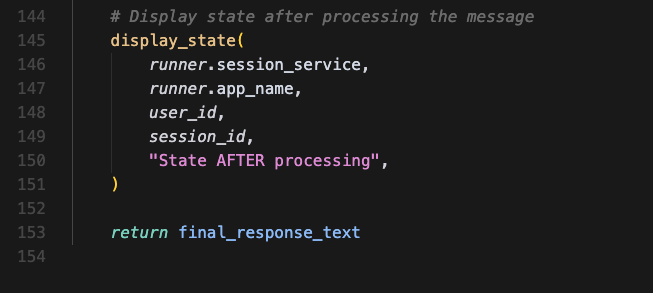 144 # Display state after processing the message
145 display_state(
146 runner.session_service,
147 runner.app_name,
148 user_id,
149 session_id,
150 "State AFTER processing",
151 )
152
153 return final_response_text
154